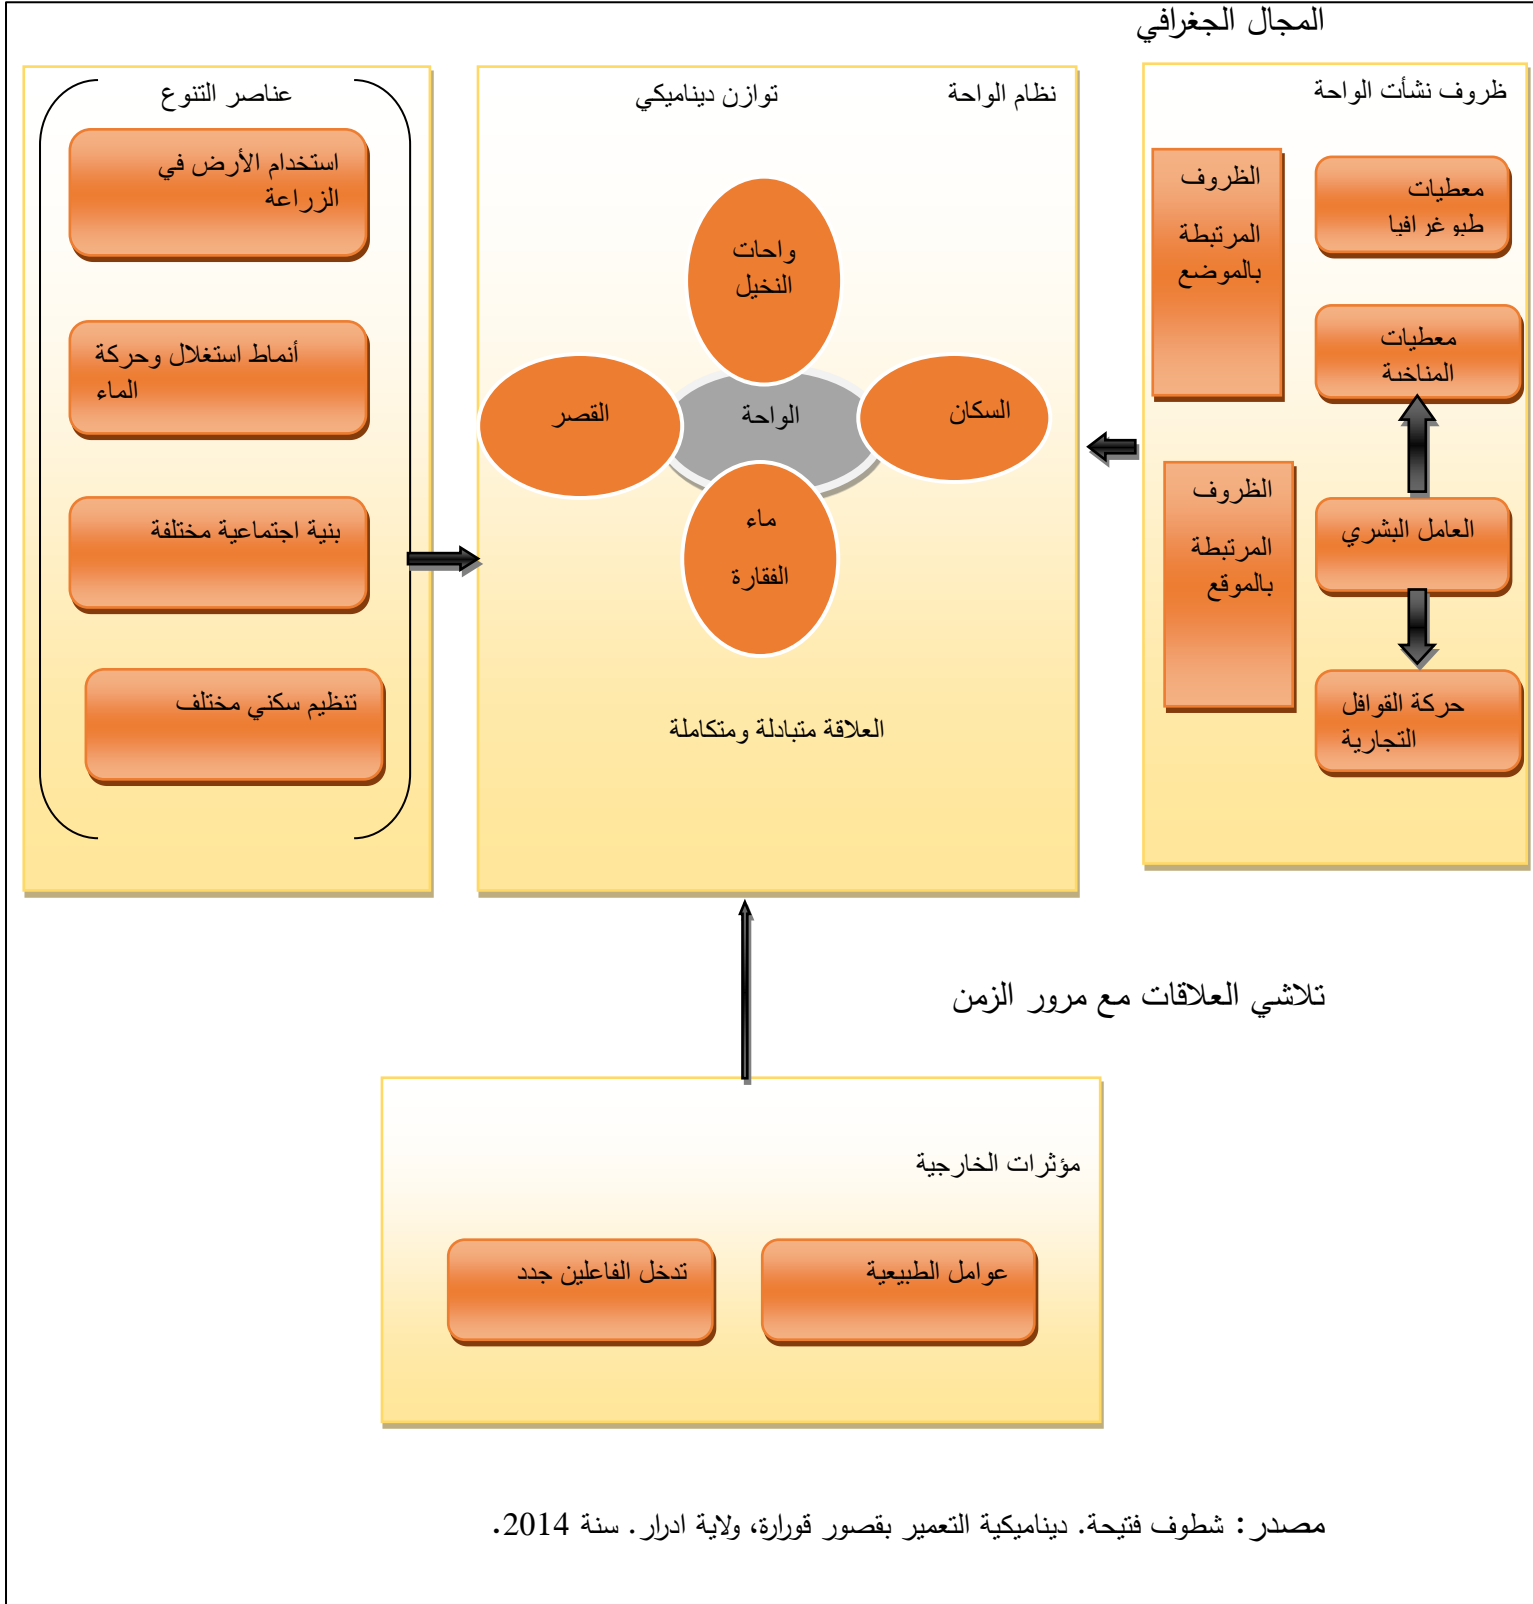 المجال الجغرافي
ظروف نشأت الواحة
معطيات
طبوغرافيا
معطيات
المناخية
العامل البشري
حركة القوافل
التجارية
الظروف
المرتبطة
بالموضع
الظروف
المرتبطة
بالموقع
نظام الواحة
توازن ديناميكي
واحات
النخيل
السكان
الواحة
القصر
ماء
الفقارة
العلاقة متبادلة ومتكاملة
عناصر التنوع
استخدام الأرض في
الزراعة
أنماط استغلال وحركة
الماء
بنية اجتماعية مختلفة
تنظيم سكني مختلف
تلاشي العلاقات مع مرور الزمن
مؤثرات الخارجية
عوامل الطبيعية
تدخل الفاعلين جدد
مصدر: شطوف فتيحة. ديناميكية التعمير بقصور قورارة، ولاية ادرار. سنة 2014.